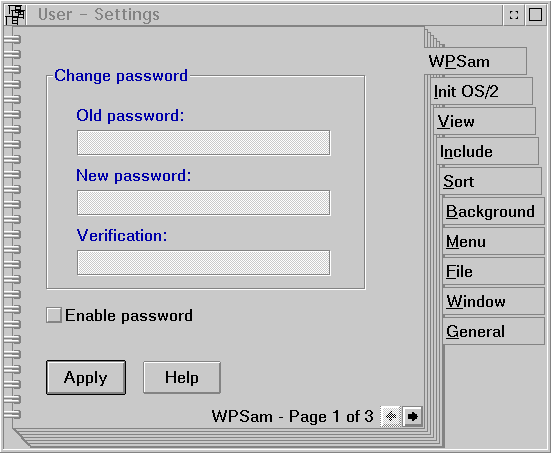 User - Settings
Change password
Old password:
New password:
Verification:
Enable password
Apply
Help
WPSam - Page 1 of 3
WPSam
Init OS/2
View
Include
Sort
Background
Menu
File
Window
General